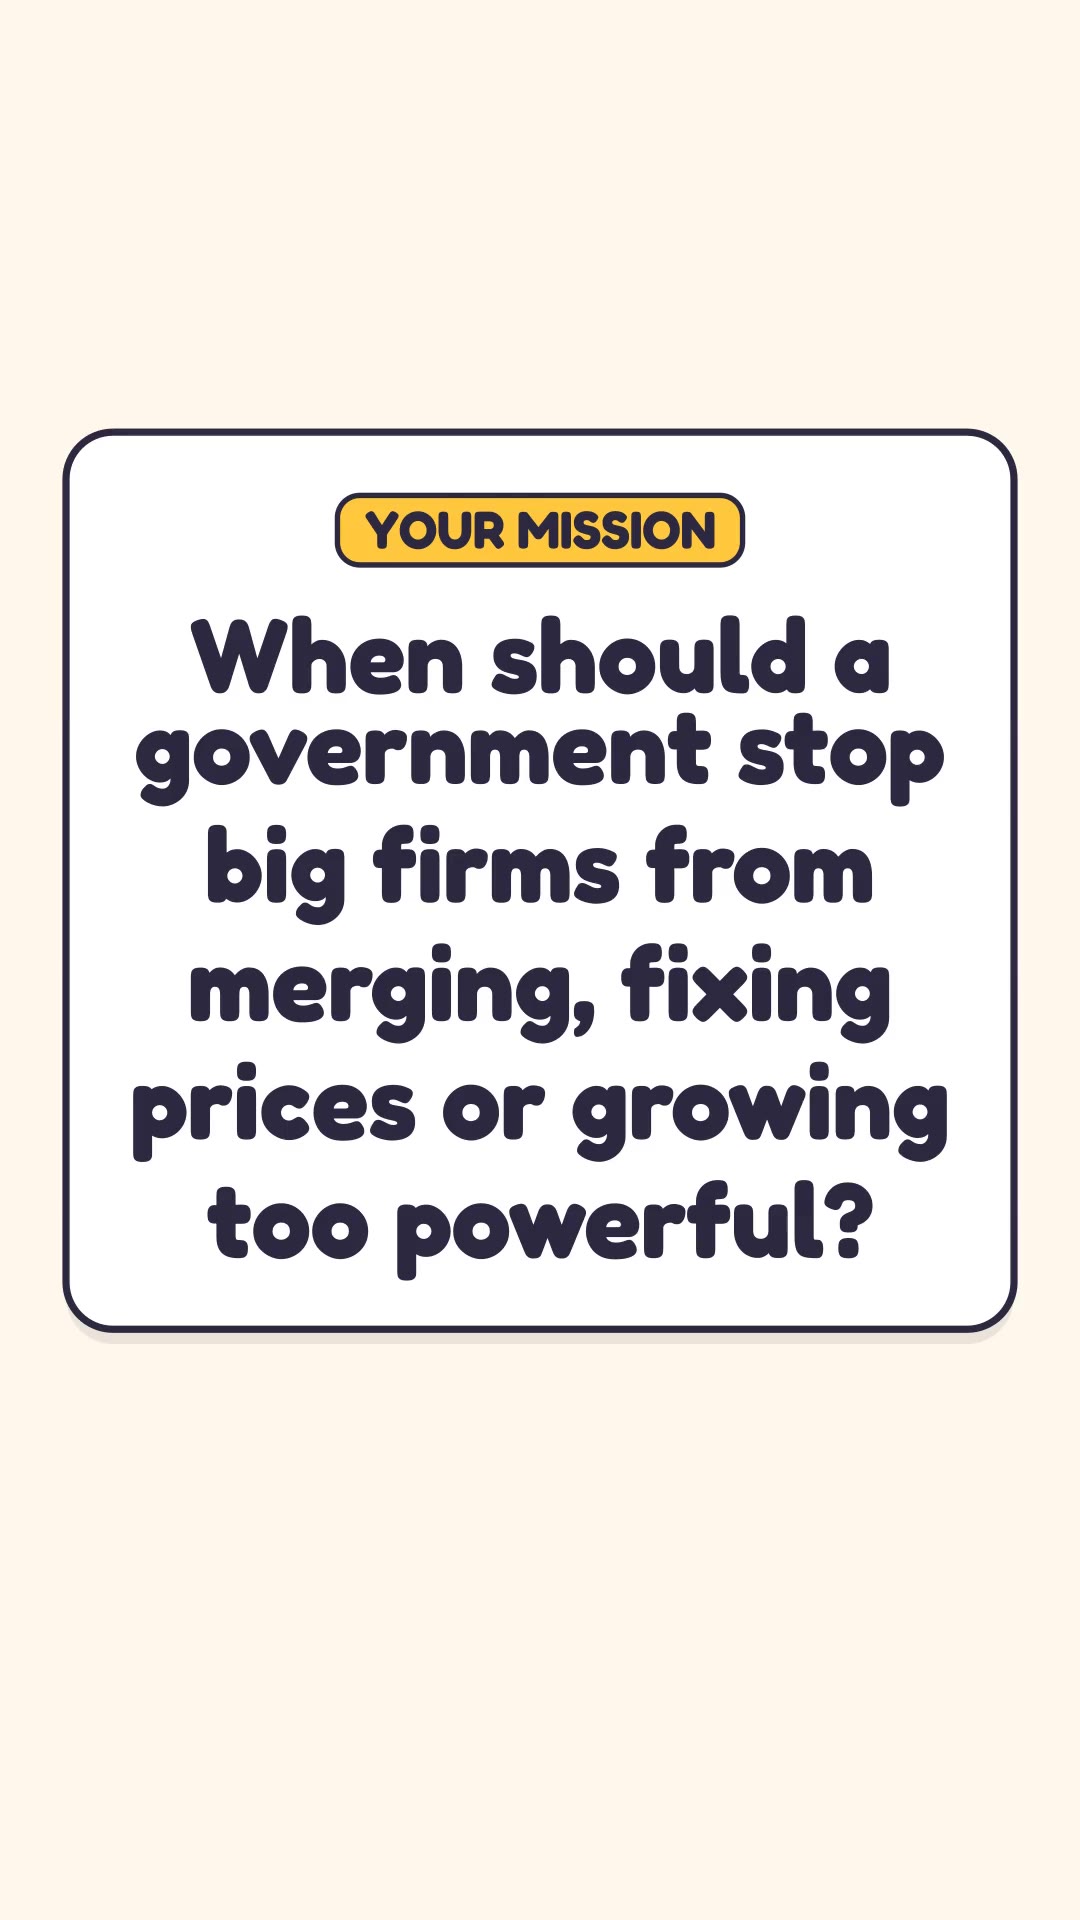 YOUR MISSION
When should a
government stop
big firms from
merging, fixing
prices or growing
too powerful?